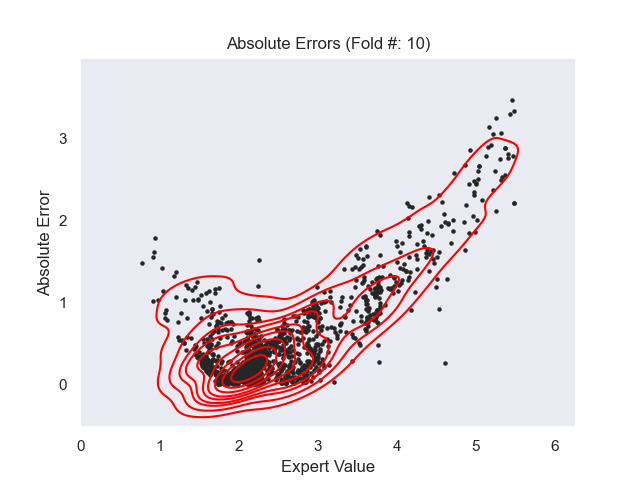 Absolute Errors (Fold #: 10)
3
2
1
0
Absolute Error
0 1 2 3 4 5 6
Expert Value